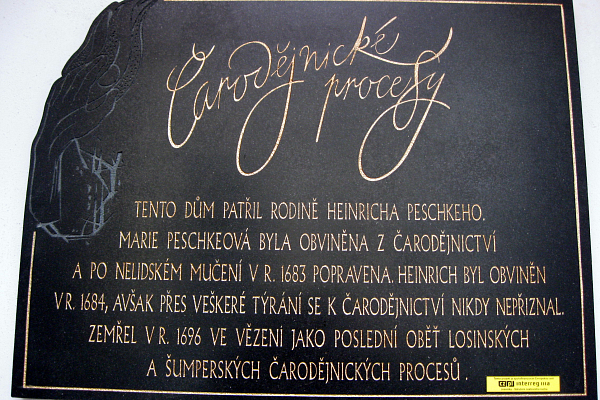 Čarodějnické
procesy
TENTO DŮM PATŘIL RODINĚ HEINRICHA PESCHKEHO.
MARIE PESCHKEOVÁ BYLA OBVINĚNA Z ČARODĚJNICTVÍ
A PO NELIDSKÉM MUČENÍ V R. 1683 POPRAVENA. HEINRICH BYL OBVINĚN
V R. 1684, AVŠAK PŘES VEŠKERÉ TÝRÁNÍ SE K ČARODĚJNICTVÍ NIKDY NEPŘIZNAL.
ZEMŘEL V R. 1696 VE VĚZENÍ JAKO POSLEDNÍ OBĚŤ LOSINSKÝCH
A ŠUMPERSKÝCH ČARODĚJNICKÝCH PROCESŮ.
interreg IIIA